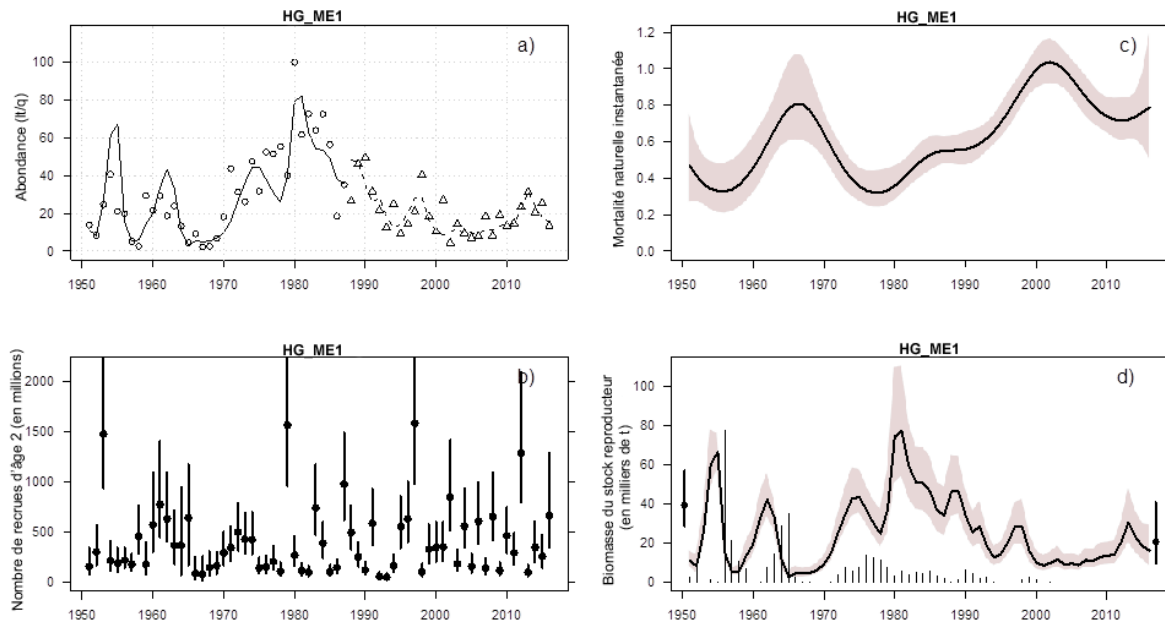 HG_ME1
a)
Abondance (lt/q)
100
80
60
40
20
0
1950 1960 1970 1980 1990 2000 2010
HG_ME1
c)
Mortalité naturelle instantanée
1.2
1.0
0.8
0.6
0.4
0.2
0.0
1950 1960 1970 1980 1990 2000 2010
HG_ME1
b)
Nombre de recrues d'âge 2 (en millions)
2000
1500
1000
500
0
1950 1960 1970 1980 1990 2000 2010
HG_ME1
d)
Biomasse du stock reproducteur
(en milliers de t)
100
80
60
40
20
0
1950 1960 1970 1980 1990 2000 2010